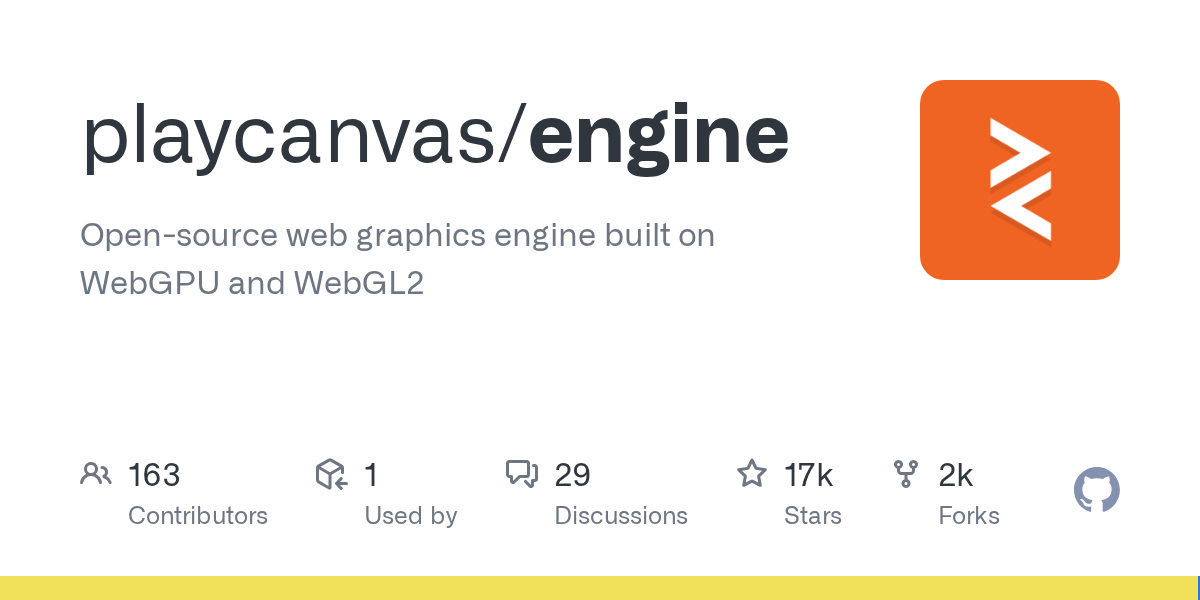 playcanvas/engine
Open-source web graphics engine built on
WebGPU and WebGL2
163 1 29 17k 2k
Contributors Used by Discussions Stars Forks